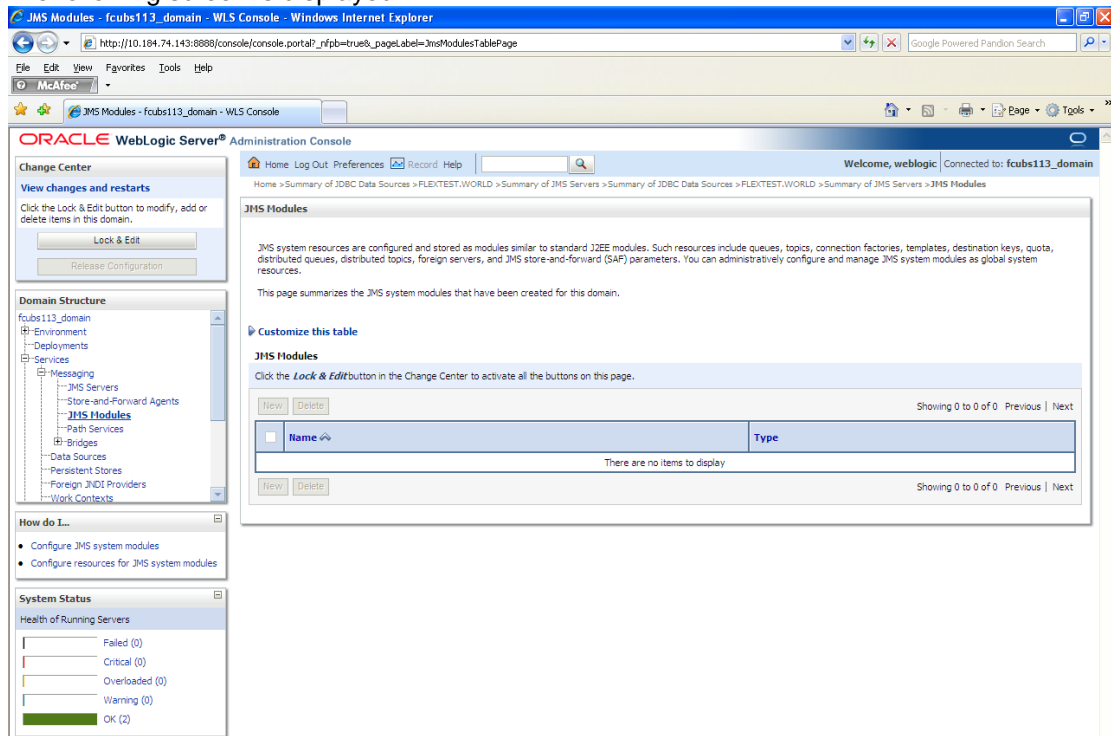 JMS Modules - fcubs113_domain - WLS Console - Windows Internet Explorer
http://10.184.74.143:8888/console/console.portal?_nfpb=true&_pageLabel=JmsModulesTablePage
Google Powered Pandion Search
File Edit View Favorites Tools Help
McAfee
JMS Modules - fcubs113_domain - WLS Console
Page Tools
ORACLE WebLogic Server® Administration Console
Change Center
View changes and restarts
Click the Lock & Edit button to modify, add or
delete items in this domain.
Lock & Edit
Release Configuration
Domain Structure
fcubs113_domain
Environment
Deployments
Services
Messaging
JMS Servers
Store-and-Forward Agents
JMS Modules
Path Services
Bridges
Data Sources
Persistent Stores
Foreign JNDI Providers
Work Contexts
How do I...
Configure JMS system modules
Configure resources for JMS system modules
System Status
Health of Running Servers
Failed (0)
Critical (0)
Overloaded (0)
Warning (0)
OK (2)
Home Log Out Preferences Record Help
Welcome, weblogic Connected to: fcubs113_domain
Home >Summary of JDBC Data Sources >FLEXTEST.WORLD >Summary of JMS Servers >Summary of JDBC Data Sources >FLEXTEST.WORLD >Summary of JMS Servers >JMS Modules
JMS Modules
JMS system resources are configured and stored as modules similar to standard J2EE modules. Such resources include queues, topics, connection factories, templates, destination keys, quota,
distributed queues, distributed topics, foreign servers, and JMS store-and-forward (SAF) parameters. You can administratively configure and manage JMS system modules as global system
resources.
This page summarizes the JMS system modules that have been created for this domain.
Customize this table
JMS Modules
Click the Lock & Edit button in the Change Center to activate all the buttons on this page.
New Delete
Showing 0 to 0 of 0 Previous | Next
Name Type
There are no items to display
New Delete
Showing 0 to 0 of 0 Previous | Next